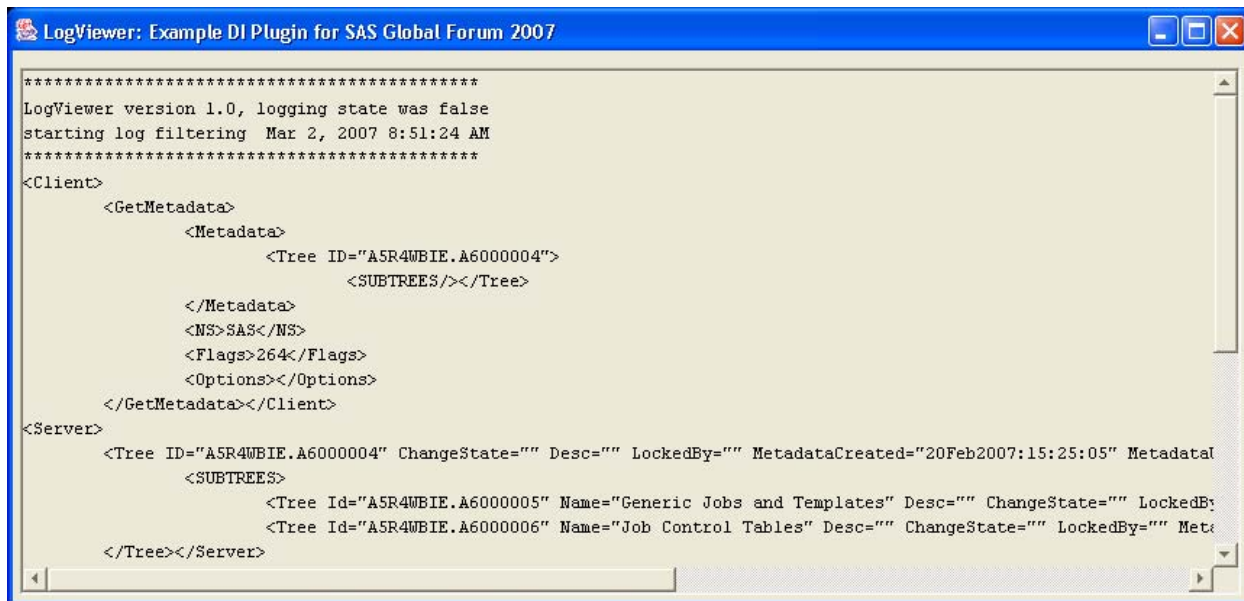 LogViewer: Example DI Plugin for SAS Global Forum 2007
*********************************************
LogViewer version 1.0, logging state was false
starting log filtering  Mar 2, 2007 8:51:24 AM
*********************************************
<Client>
        <GetMetadata>
                <Metadata>
                        <Tree ID="A5R4WBIE.A6000004">
                                <SUBTREES/></Tree>
                </Metadata>
                <NS>SAS</NS>
                <Flags>264</Flags>
                <Options></Options>
        </GetMetadata></Client>
<Server>
        <Tree ID="A5R4WBIE.A6000004" ChangeState="" Desc="" LockedBy="" MetadataCreated="20Feb2007:15:25:05" MetadataU
                <SUBTREES>
                        <Tree Id="A5R4WBIE.A6000005" Name="Generic Jobs and Templates" Desc="" ChangeState="" LockedBy
                        <Tree Id="A5R4WBIE.A6000006" Name="Job Control Tables" Desc="" ChangeState="" LockedBy="" Meta
        </Tree></Server>